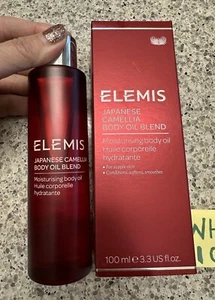 ELEMIS
JAPANESE CAMELLIA
BODY OIL BLEND
Moisturising body oil
Huile corporelle
hydratante
ELEMIS
JAPANESE
CAMELLIA
BODY OIL BLEND
Moisturising body oil
Huile corporelle
hydratante
100 ml ℮ 3.3 US fl.oz.
WH